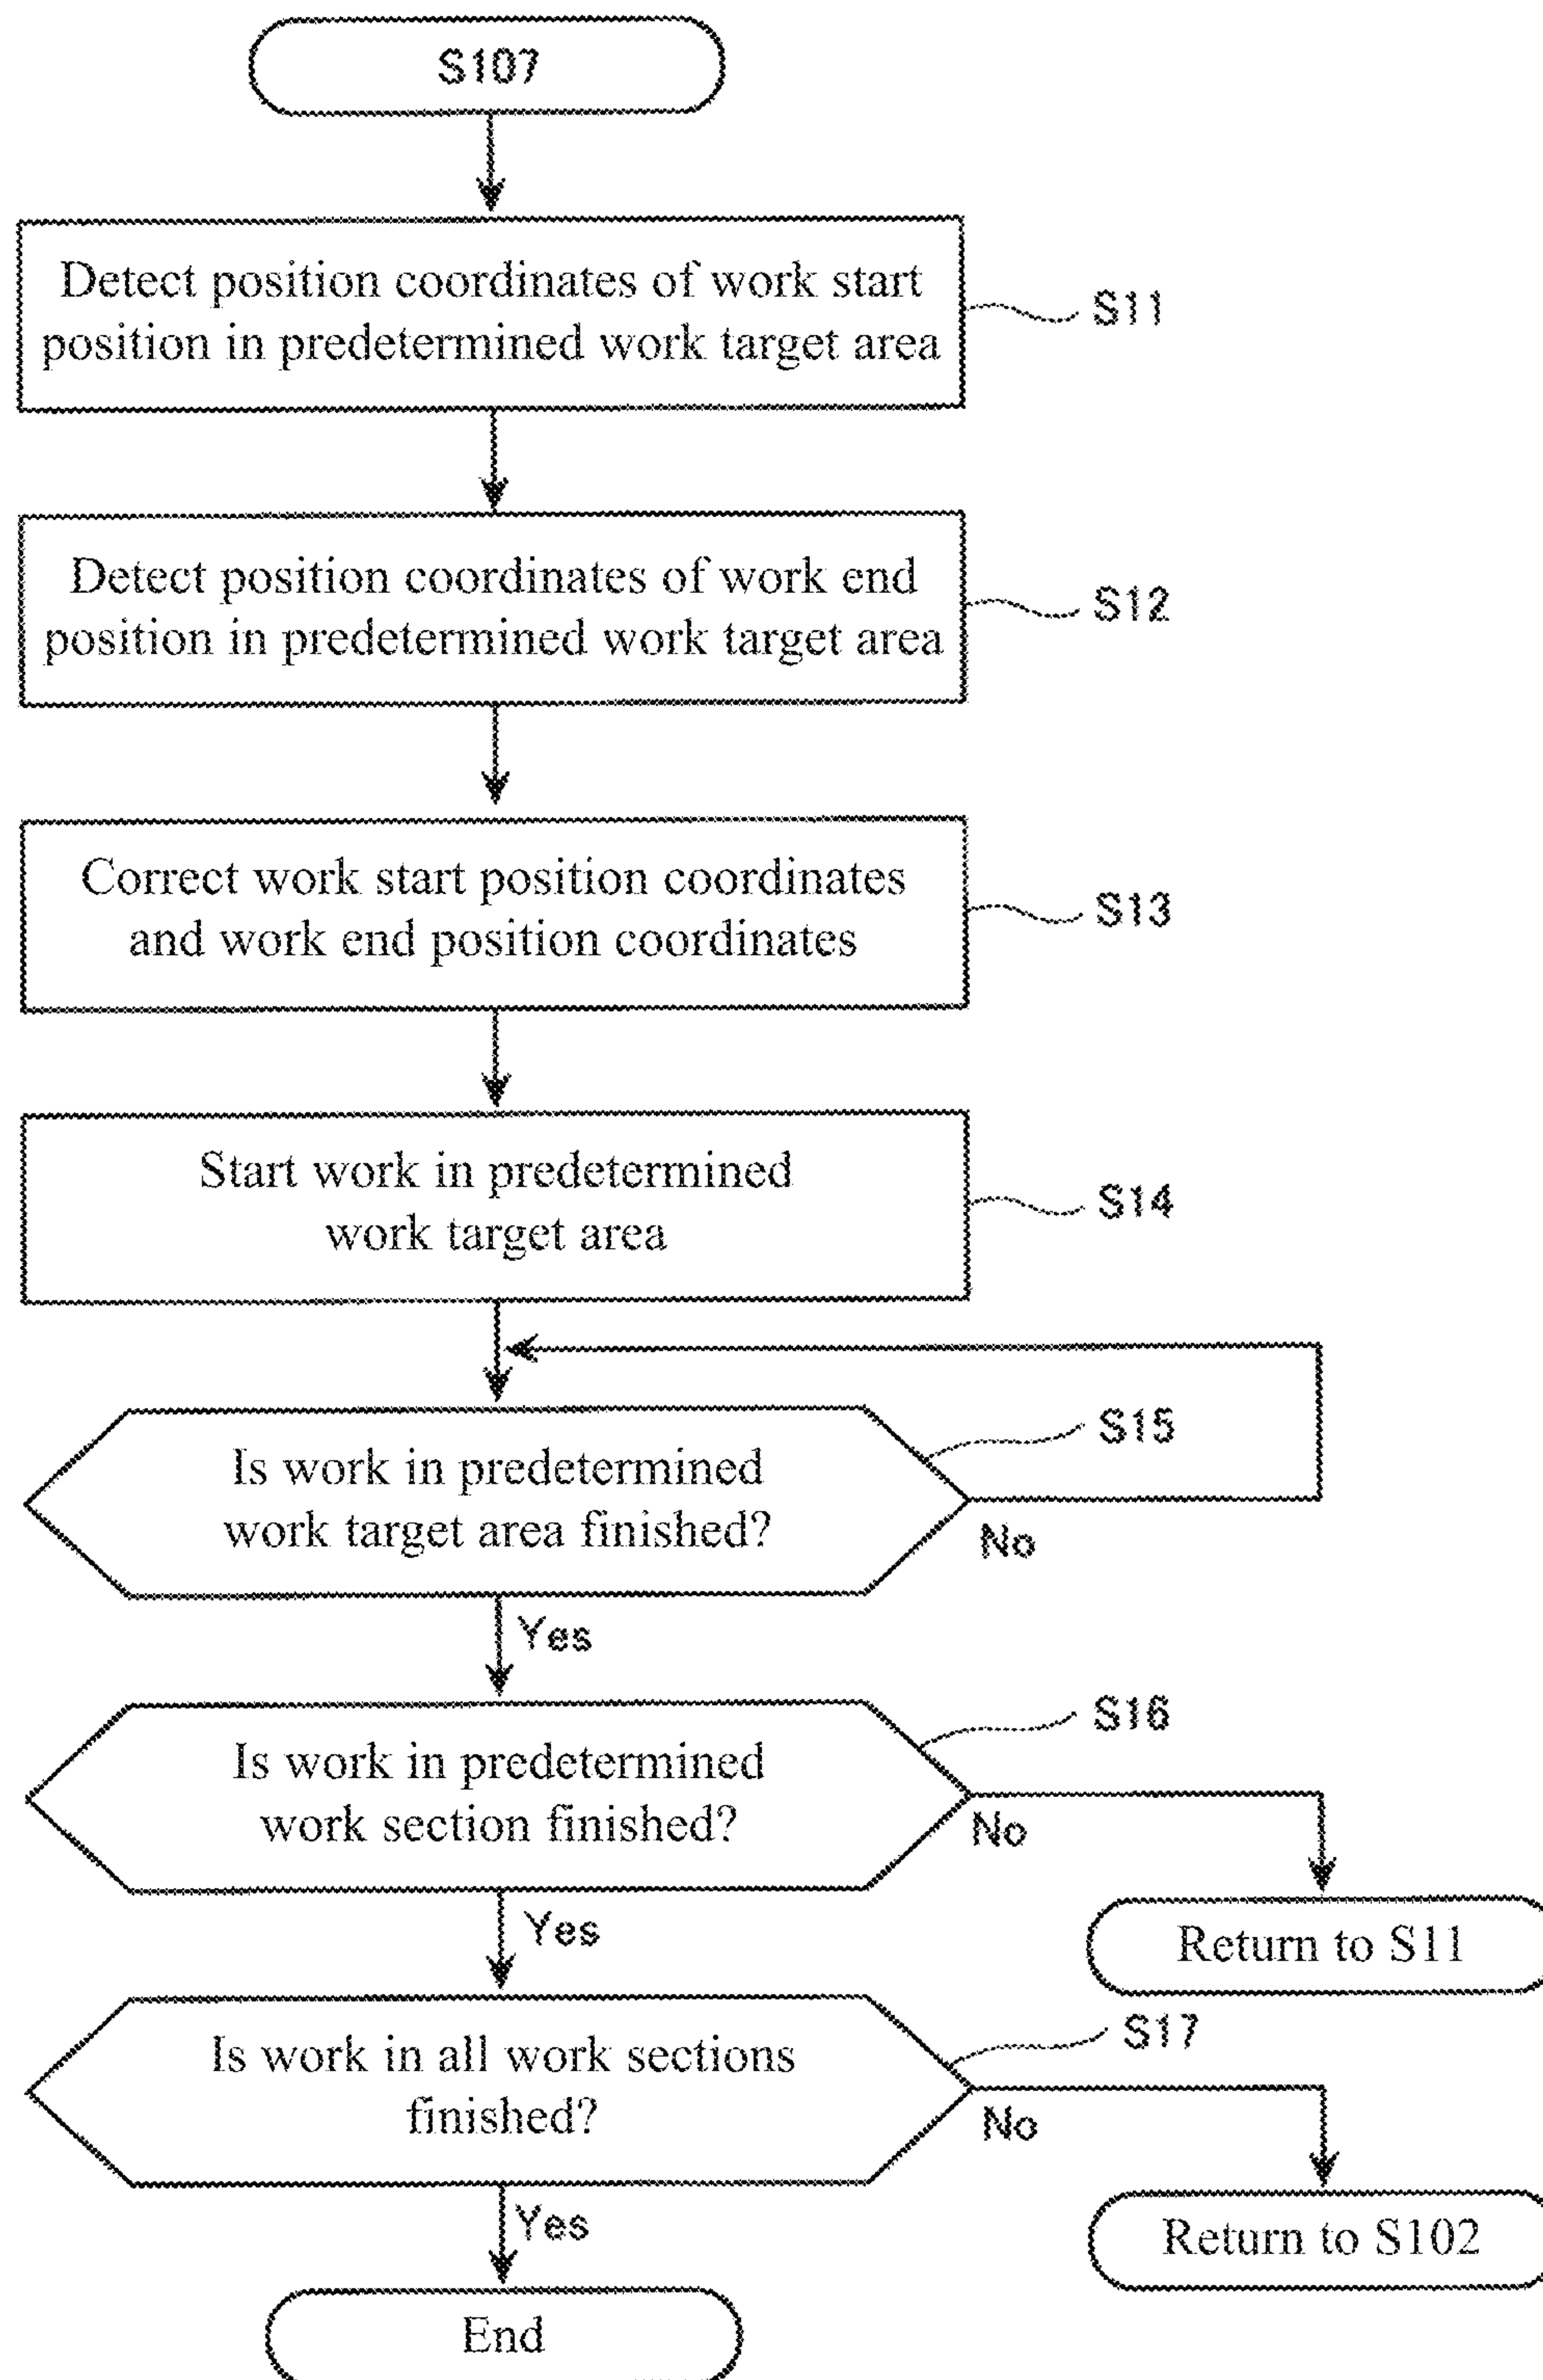 S107
Detect position coordinates of work start
position in predetermined work target area
S11
Detect position coordinates of work end
position in predetermined work target area
S12
Correct work start position coordinates
and work end position coordinates
S13
Start work in predetermined
work target area
S14
Is work in predetermined
work target area finished?
S15
No
Yes
Is work in predetermined
work section finished?
S16
No
Return to S11
Yes
Is work in all work sections
finished?
S17
No
Return to S102
Yes
End